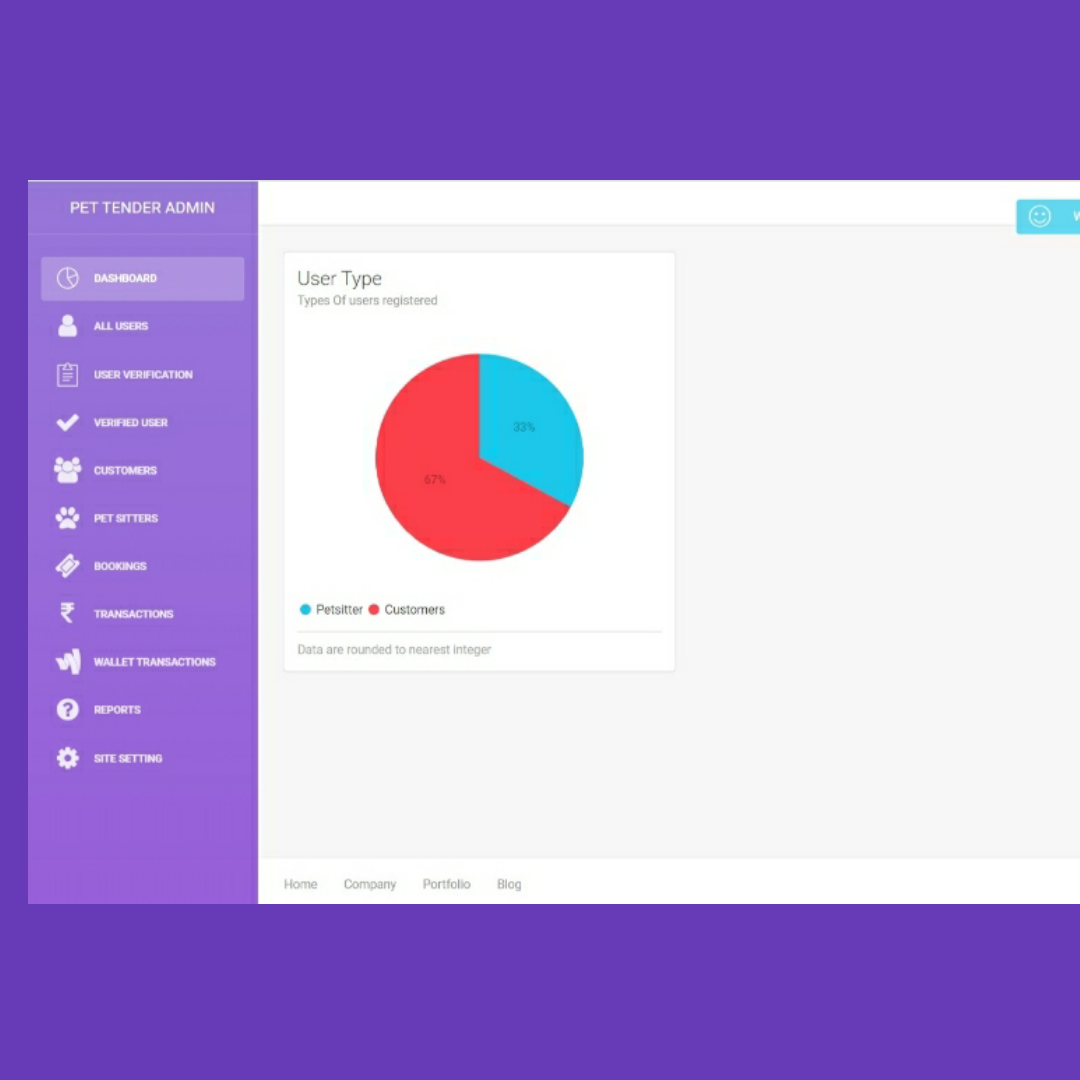 PET TENDER ADMIN
DASHBOARD
ALL USERS
USER VERIFICATION
VERIFIED USER
CUSTOMERS
PET SITTERS
BOOKINGS
TRANSACTIONS
WALLET TRANSACTIONS
REPORTS
SITE SETTING
User Type
Types Of users registered
33%
67%
Petsitter Customers
Data are rounded to nearest integer
Home Company Portfolio Blog